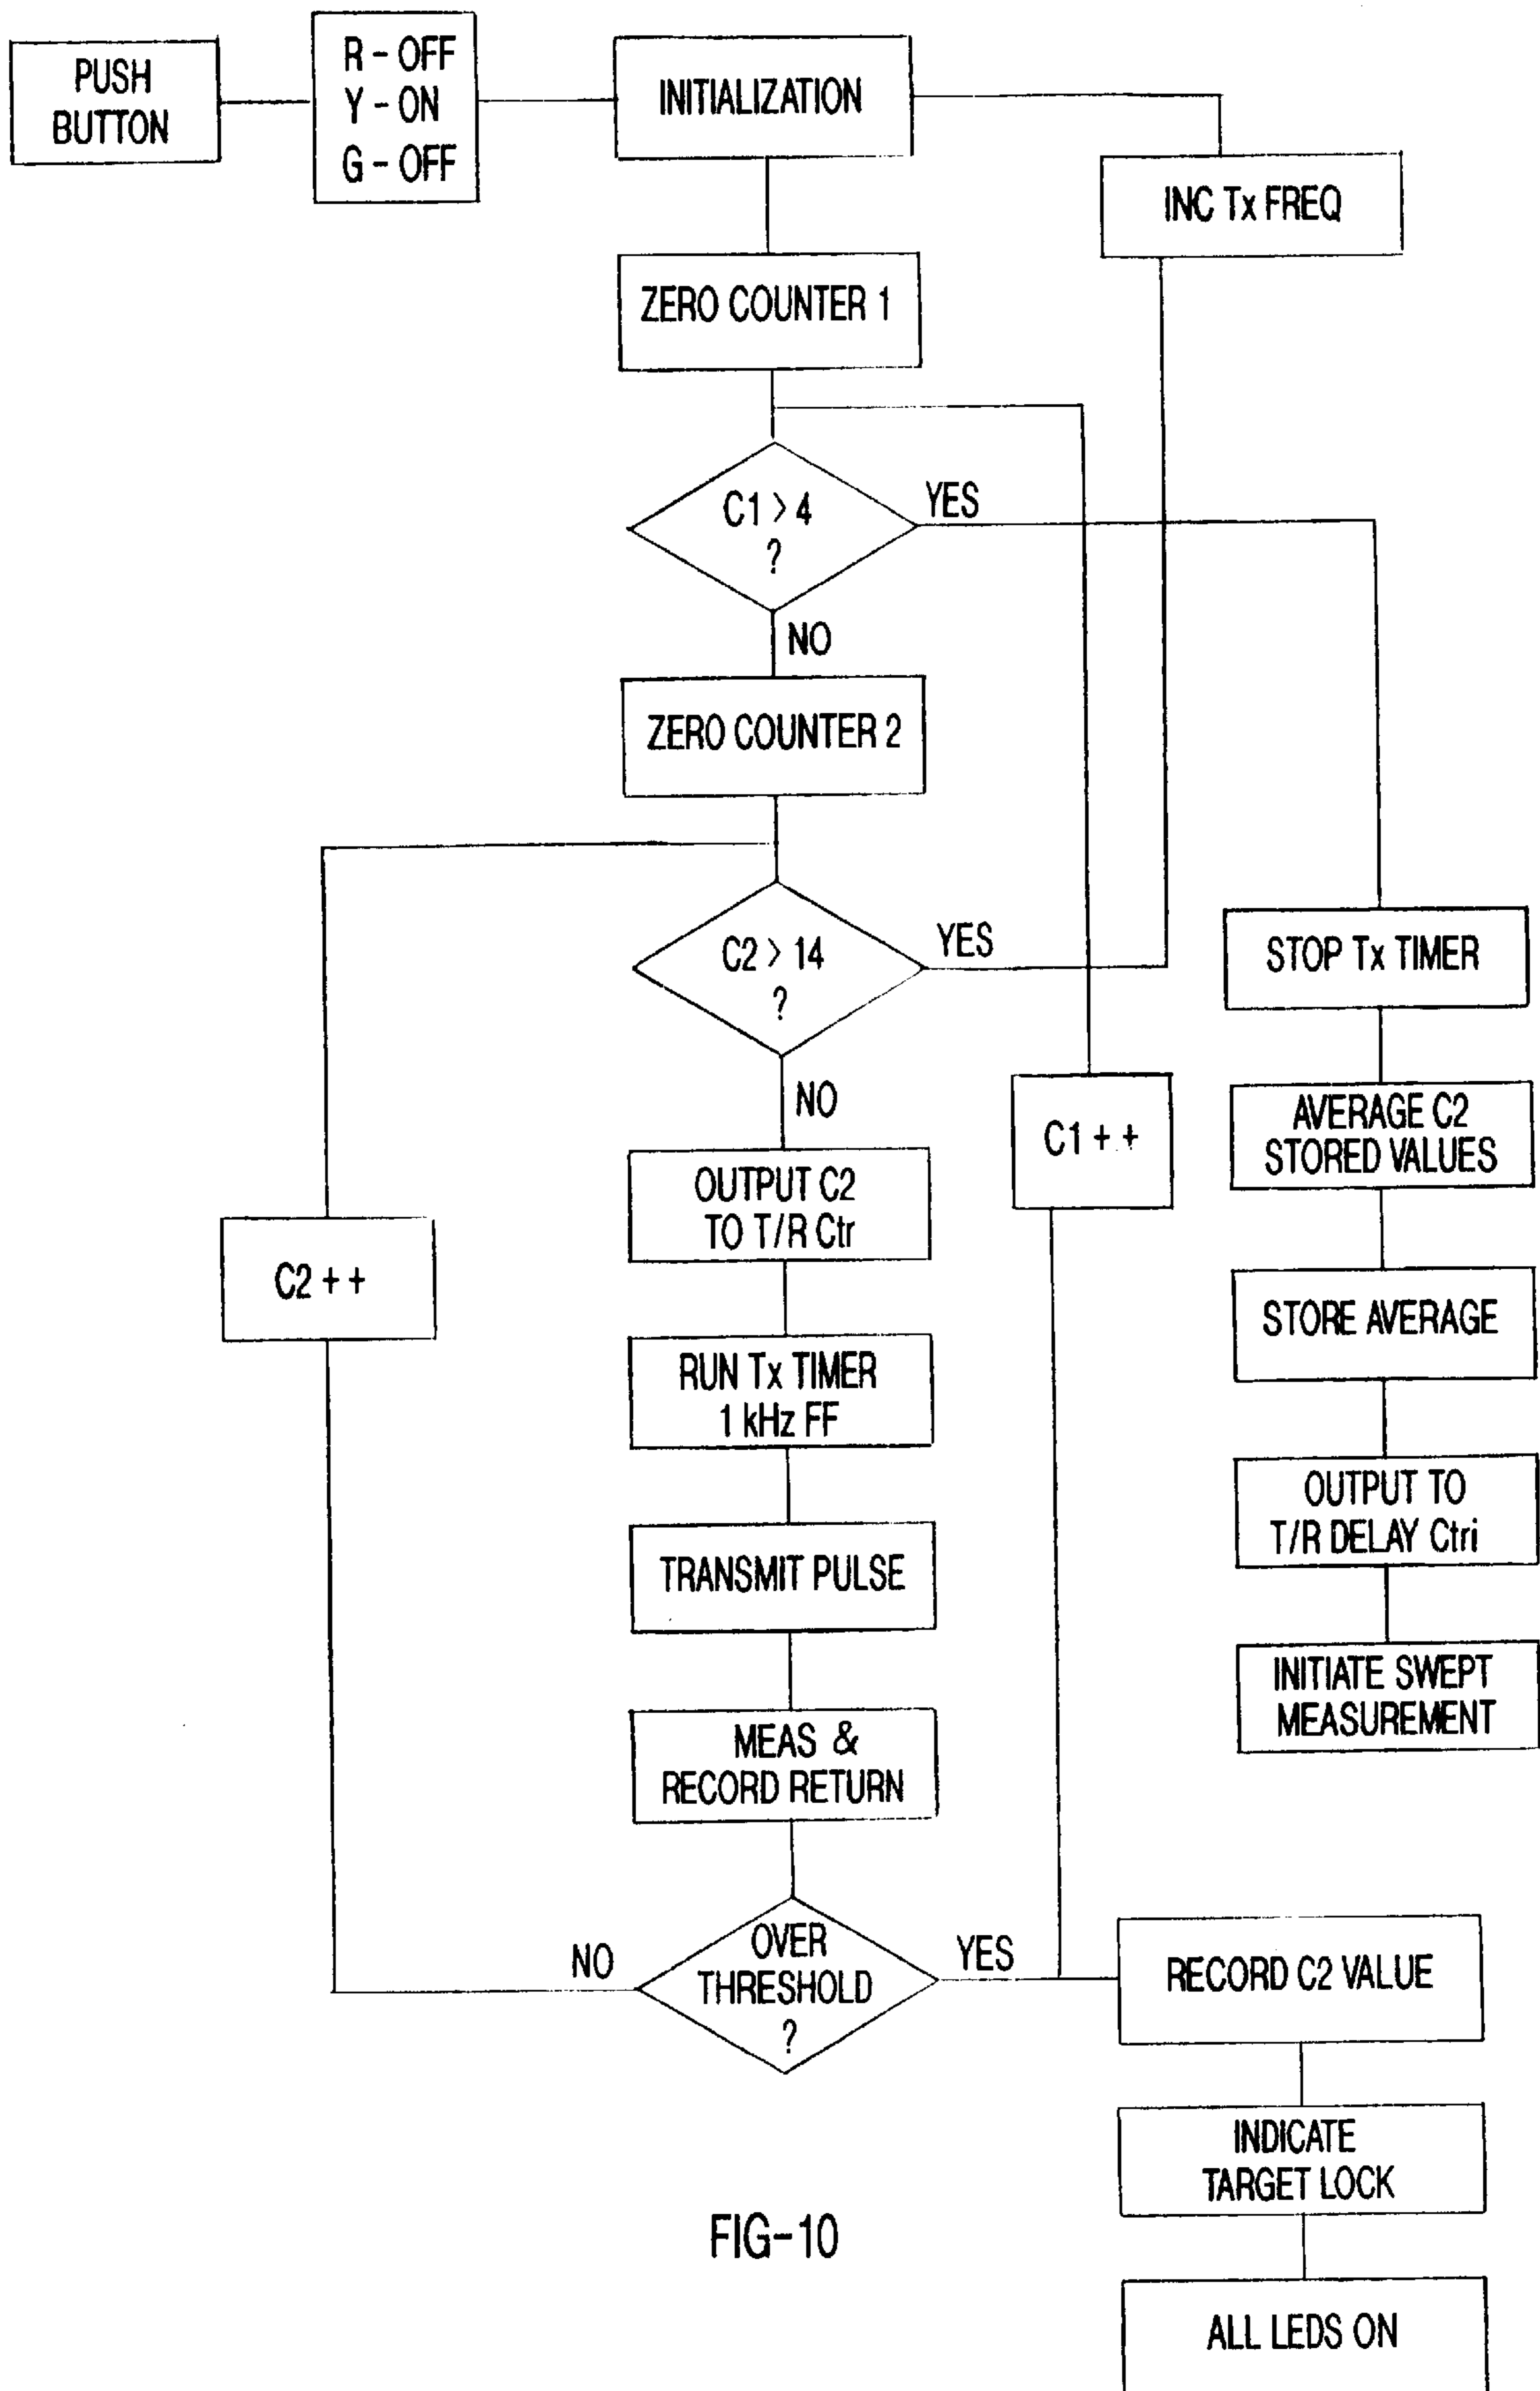 PUSH
BUTTON
R - OFF
Y - ON
G - OFF
INITIALIZATION
INC Tx FREQ
ZERO COUNTER 1
C1 > 4
?
YES
NO
ZERO COUNTER 2
C2 > 14
?
YES
NO
STOP Tx TIMER
AVERAGE C2
STORED VALUES
C1 + +
OUTPUT C2
TO T/R Ctr
C2 + +
STORE AVERAGE
RUN Tx TIMER
1 kHz FF
OUTPUT TO
T/R DELAY Ctri
TRANSMIT PULSE
INITIATE SWEPT
MEASUREMENT
MEAS &
RECORD RETURN
OVER
THRESHOLD
?
NO
YES
RECORD C2 VALUE
INDICATE
TARGET LOCK
ALL LEDS ON
FIG-10